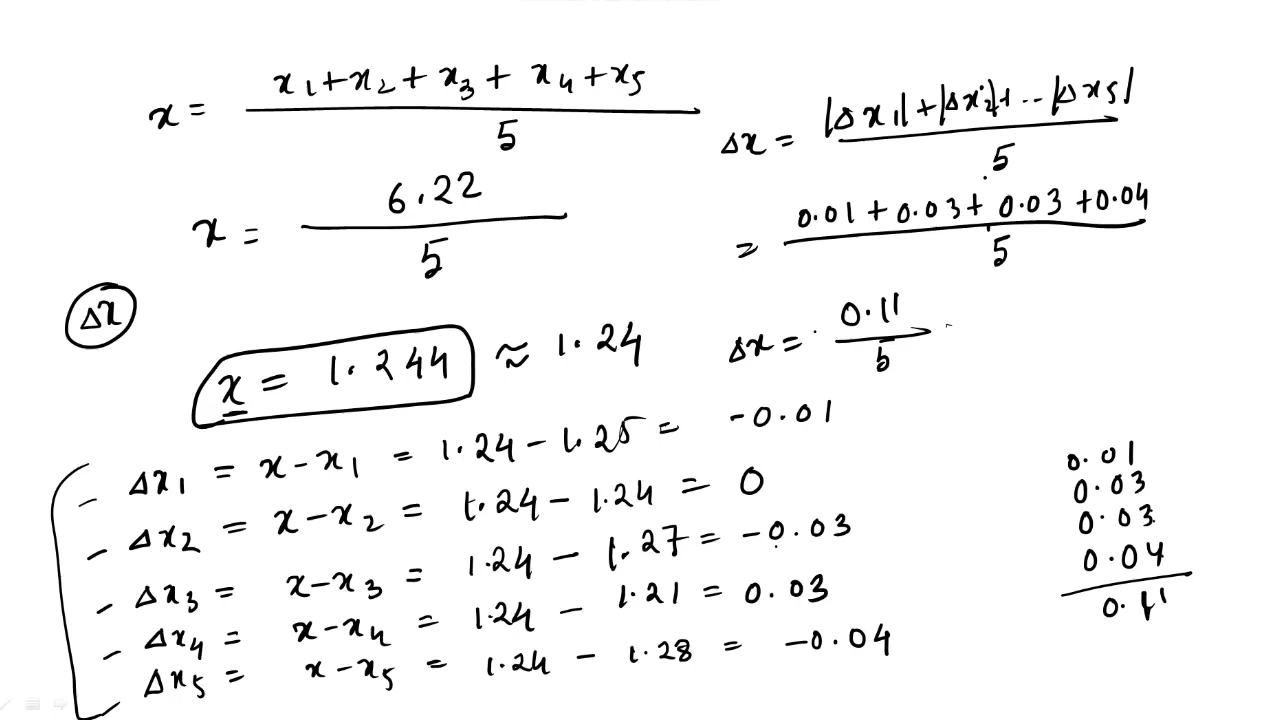 x = (x1 + x2 + x3 + x4 + x5) / 5
x = 6.22 / 5
Δx
x = 1.244 ≈ 1.24
Δx = (|Δx1| + |Δx2| + .. |Δx5|) / 5
= (0.01 + 0.03 + 0.03 + 0.04) / 5
Δx = 0.11 / 5
- Δx1 = x - x1 = 1.24 - 1.25 = -0.01
- Δx2 = x - x2 = 1.24 - 1.24 = 0
- Δx3 = x - x3 = 1.24 - 1.27 = -0.03
- Δx4 = x - x4 = 1.24 - 1.21 = 0.03
- Δx5 = x - x5 = 1.24 - 1.28 = -0.04
0.01
0.03
0.03
0.04
0.11